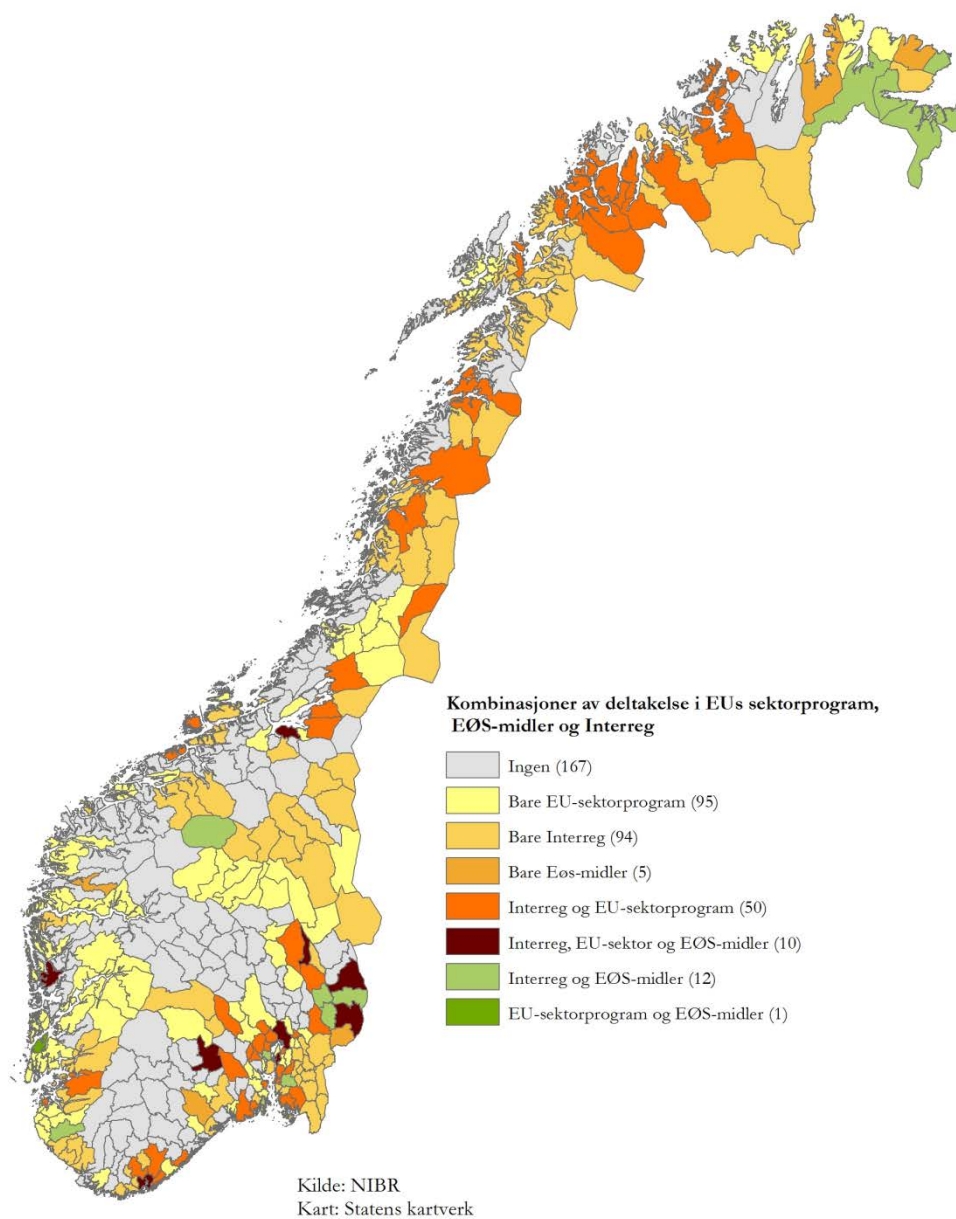 Kombinasjoner av deltakelse i EUs sektorprogram,
EØS-midler og Interreg
Ingen (167)
Bare EU-sektorprogram (95)
Bare Interreg (94)
Bare Eøs-midler (5)
Interreg og EU-sektorprogram (50)
Interreg, EU-sektor og EØS-midler (10)
Interreg og EØS-midler (12)
EU-sektorprogram og EØS-midler (1)
Kilde: NIBR
Kart: Statens kartverk